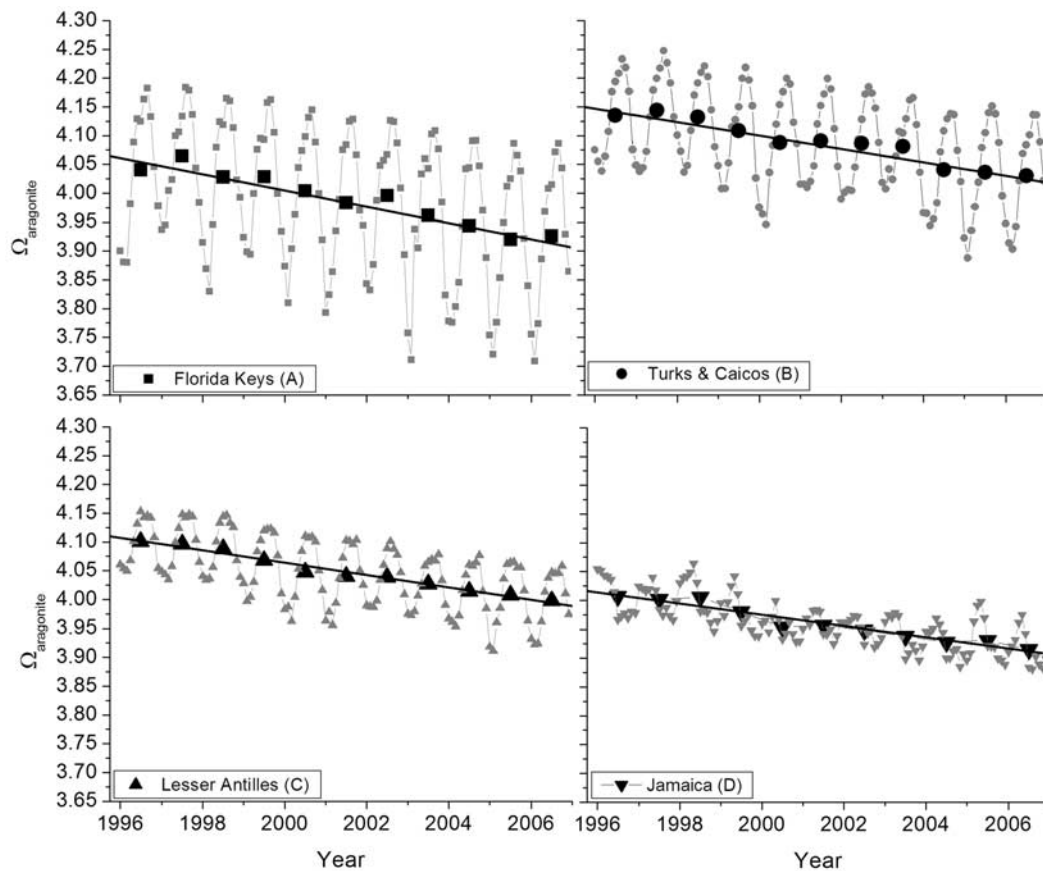 4.30
4.25
4.20
4.15
4.10
4.05
4.00
3.95
3.90
3.85
3.80
3.75
3.70
3.65
Ωaragonite
Florida Keys (A)
Turks & Caicos (B)
4.30
4.25
4.20
4.15
4.10
4.05
4.00
3.95
3.90
3.85
3.80
3.75
3.70
3.65
Ωaragonite
Lesser Antilles (C)
Jamaica (D)
1996 1998 2000 2002 2004 2006
1996 1998 2000 2002 2004 2006
Year
Year